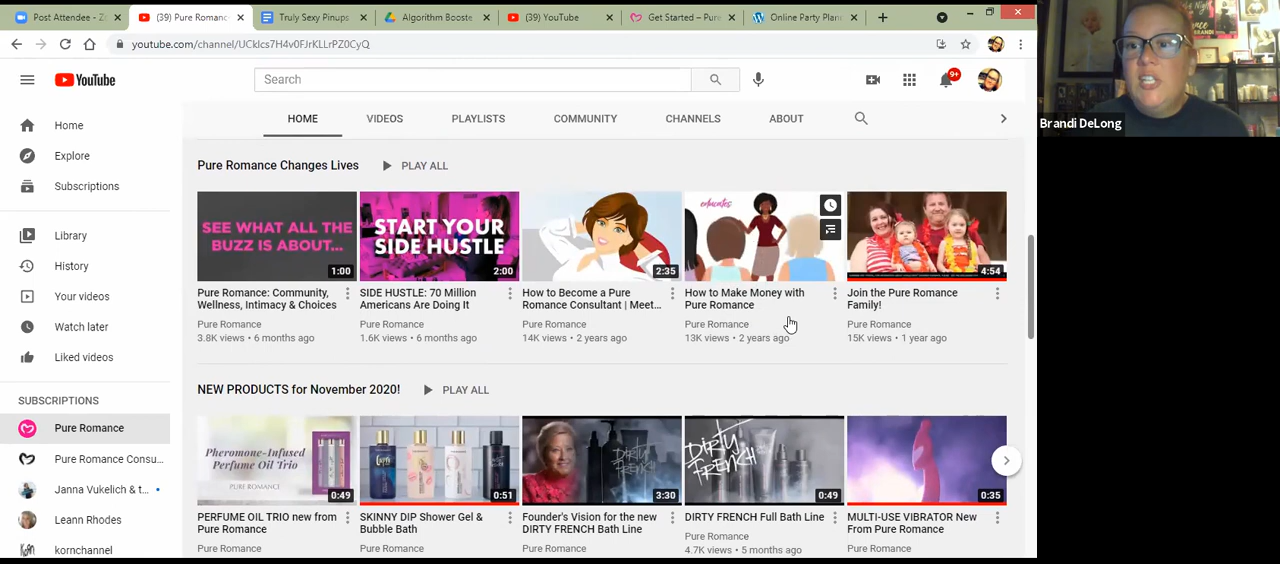 Post Attendee - Zo
(39) Pure Romance
Truly Sexy Pinups
Algorithm Booste
(39) YouTube
Get Started – Pure
Online Party Plan
youtube.com/channel/UCklcs7H4v0FJrKLLrPZ0CyQ
YouTube
Search
9+
Home
Explore
Subscriptions
Library
History
Your videos
Watch later
Liked videos
SUBSCRIPTIONS
Pure Romance
Pure Romance Consu...
Janna Vukelich & t...
Leann Rhodes
kornchannel
HOME VIDEOS PLAYLISTS COMMUNITY CHANNELS ABOUT
Pure Romance Changes Lives PLAY ALL
SEE WHAT ALL THE
BUZZ IS ABOUT...
1:00
START YOUR
SIDE HUSTLE
2:00
2:35
educates
4:54
Pure Romance: Community,
Wellness, Intimacy & Choices
Pure Romance
3.8K views • 6 months ago
SIDE HUSTLE: 70 Million
Americans Are Doing It
Pure Romance
1.6K views • 6 months ago
How to Become a Pure
Romance Consultant | Meet...
Pure Romance
14K views • 2 years ago
How to Make Money with
Pure Romance
Pure Romance
13K views • 2 years ago
Join the Pure Romance
Family!
Pure Romance
15K views • 1 year ago
NEW PRODUCTS for November 2020! PLAY ALL
PHEROMONE-INFUSED
PERFUME OIL TRIO
PURE ROMANCE
0:49
0:51
3:30
DIRTY
FRENCH
0:49
0:35
PERFUME OIL TRIO new from
Pure Romance
Pure Romance
SKINNY DIP Shower Gel &
Bubble Bath
Pure Romance
Founder's Vision for the new
DIRTY FRENCH Bath Line
Pure Romance
DIRTY FRENCH Full Bath Line
Pure Romance
4.7K views • 5 months ago
MULTI-USE VIBRATOR New
From Pure Romance
Pure Romance
Brandi DeLong